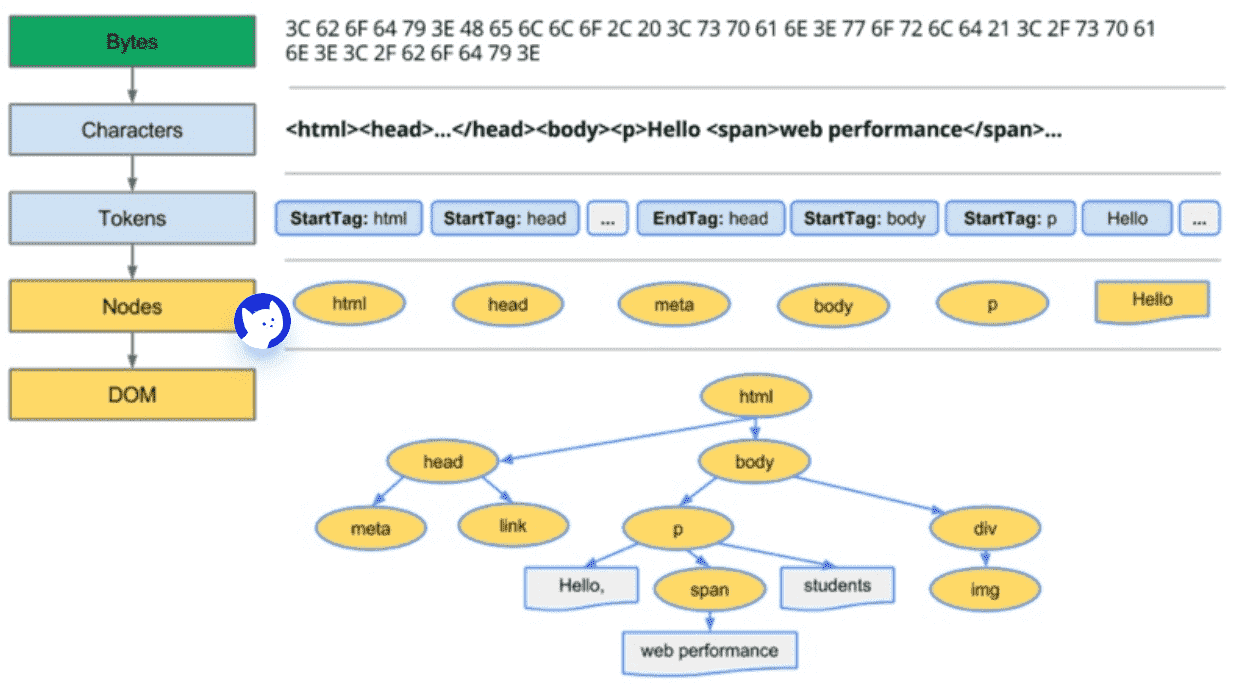 Bytes
3C 62 6F 64 79 3E 48 65 6C 6C 6F 2C 20 3C 73 70 61 6E 3E 77 6F 72 6C 64 21 3C 2F 73 70 61
6E 3E 3C 2F 62 6F 64 79 3E
Characters
<html><head>...</head><body><p>Hello <span>web performance</span>...
Tokens
StartTag: html StartTag: head ... EndTag: head StartTag: body StartTag: p Hello ...
Nodes
html head meta body p Hello
DOM
html
head body
meta link p div
Hello, span students img
web performance